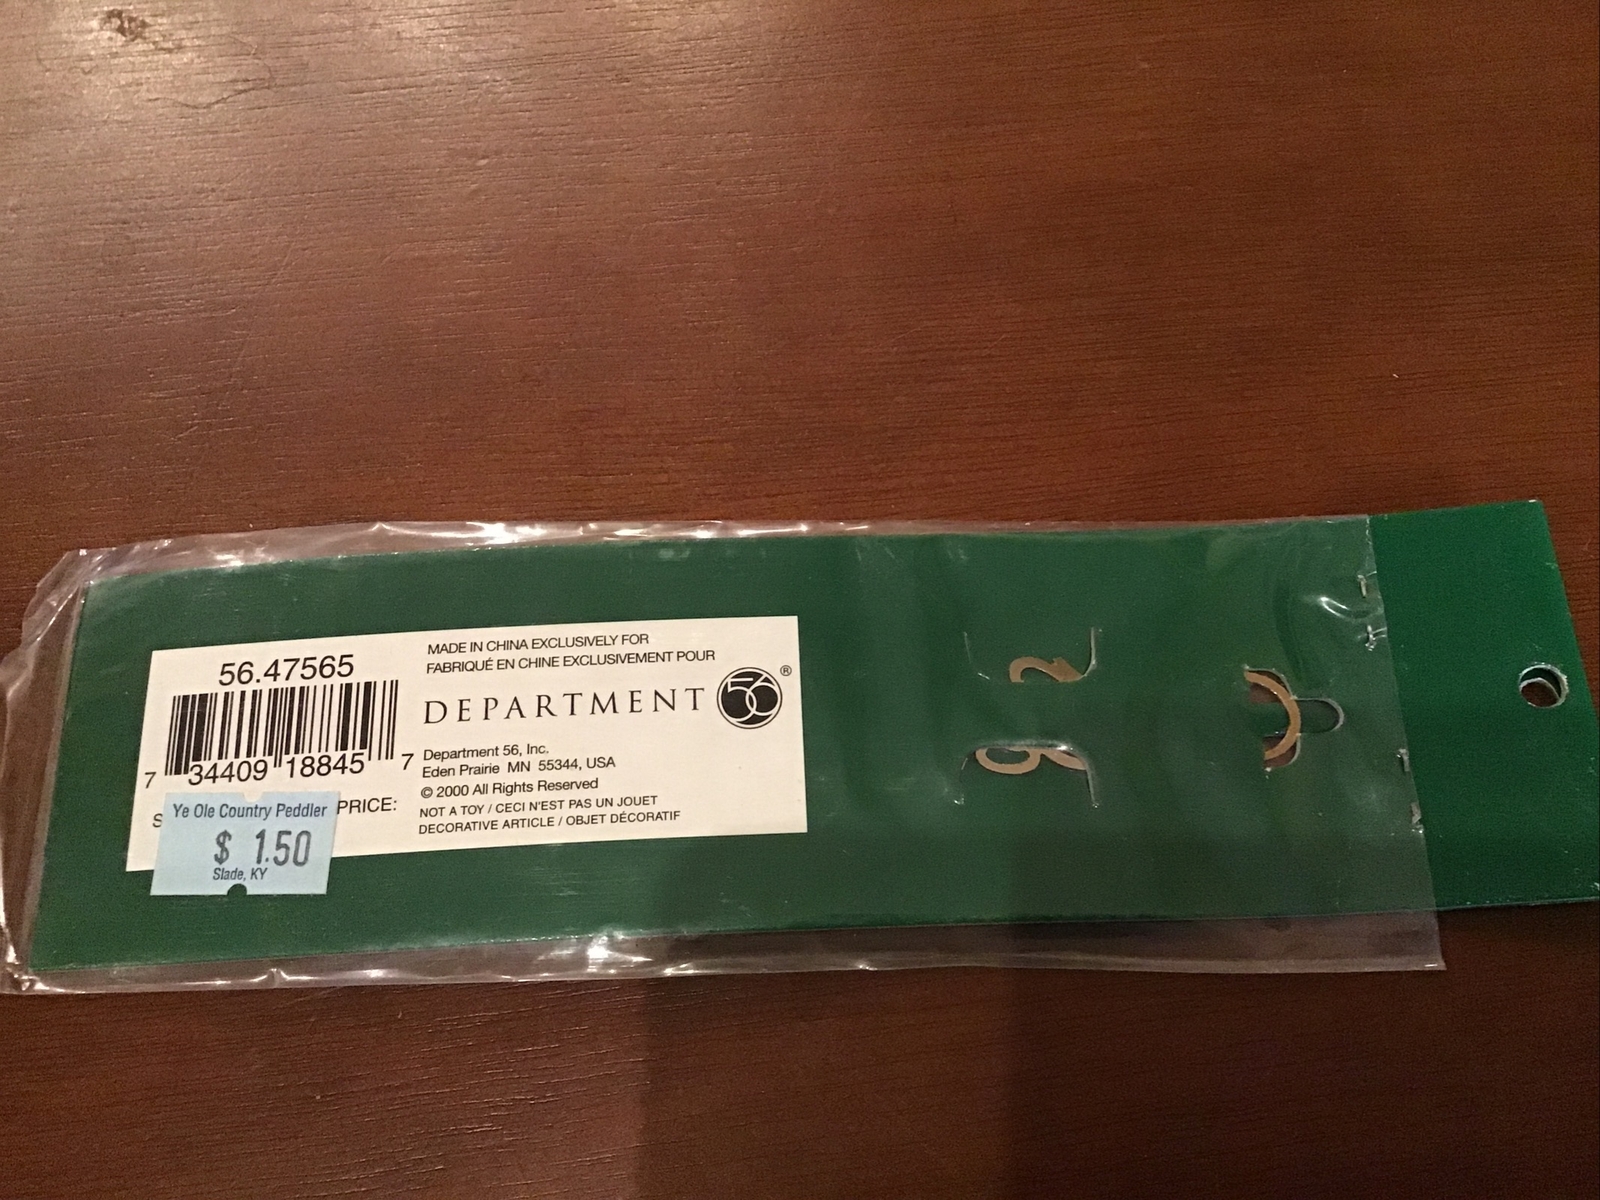 56.47565
7 34409 18845 7
PRICE:
MADE IN CHINA EXCLUSIVELY FOR
FABRIQUÉ EN CHINE EXCLUSIVEMENT POUR
DEPARTMENT 56®
Department 56, Inc.
Eden Prairie MN 55344, USA
© 2000 All Rights Reserved
NOT A TOY / CECI N'EST PAS UN JOUET
DECORATIVE ARTICLE / OBJET DÉCORATIF
Ye Ole Country Peddler
$ 1.50
Slade, KY